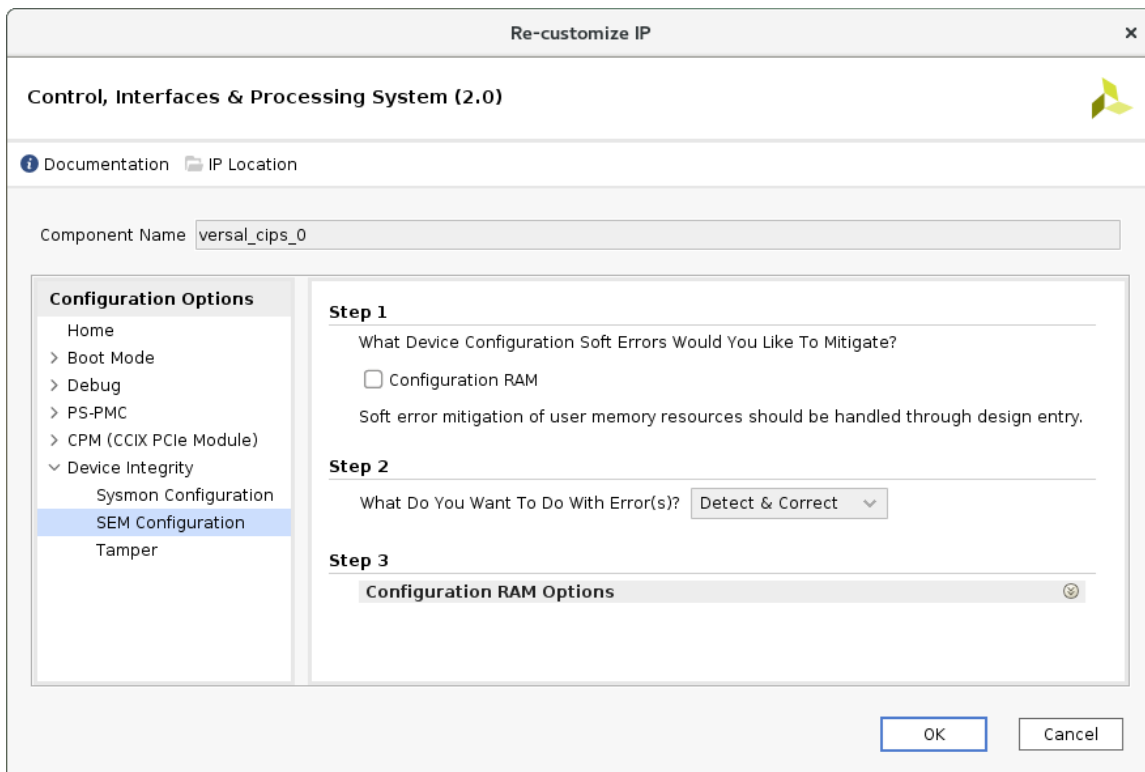 Re-customize IP
Control, Interfaces & Processing System (2.0)
Documentation IP Location
Component Name versal_cips_0
Configuration Options
Home
Boot Mode
Debug
PS-PMC
CPM (CCIX PCIe Module)
Device Integrity
Sysmon Configuration
SEM Configuration
Tamper
Step 1
What Device Configuration Soft Errors Would You Like To Mitigate?
Configuration RAM
Soft error mitigation of user memory resources should be handled through design entry.
Step 2
What Do You Want To Do With Error(s)? Detect & Correct
Step 3
Configuration RAM Options
OK Cancel